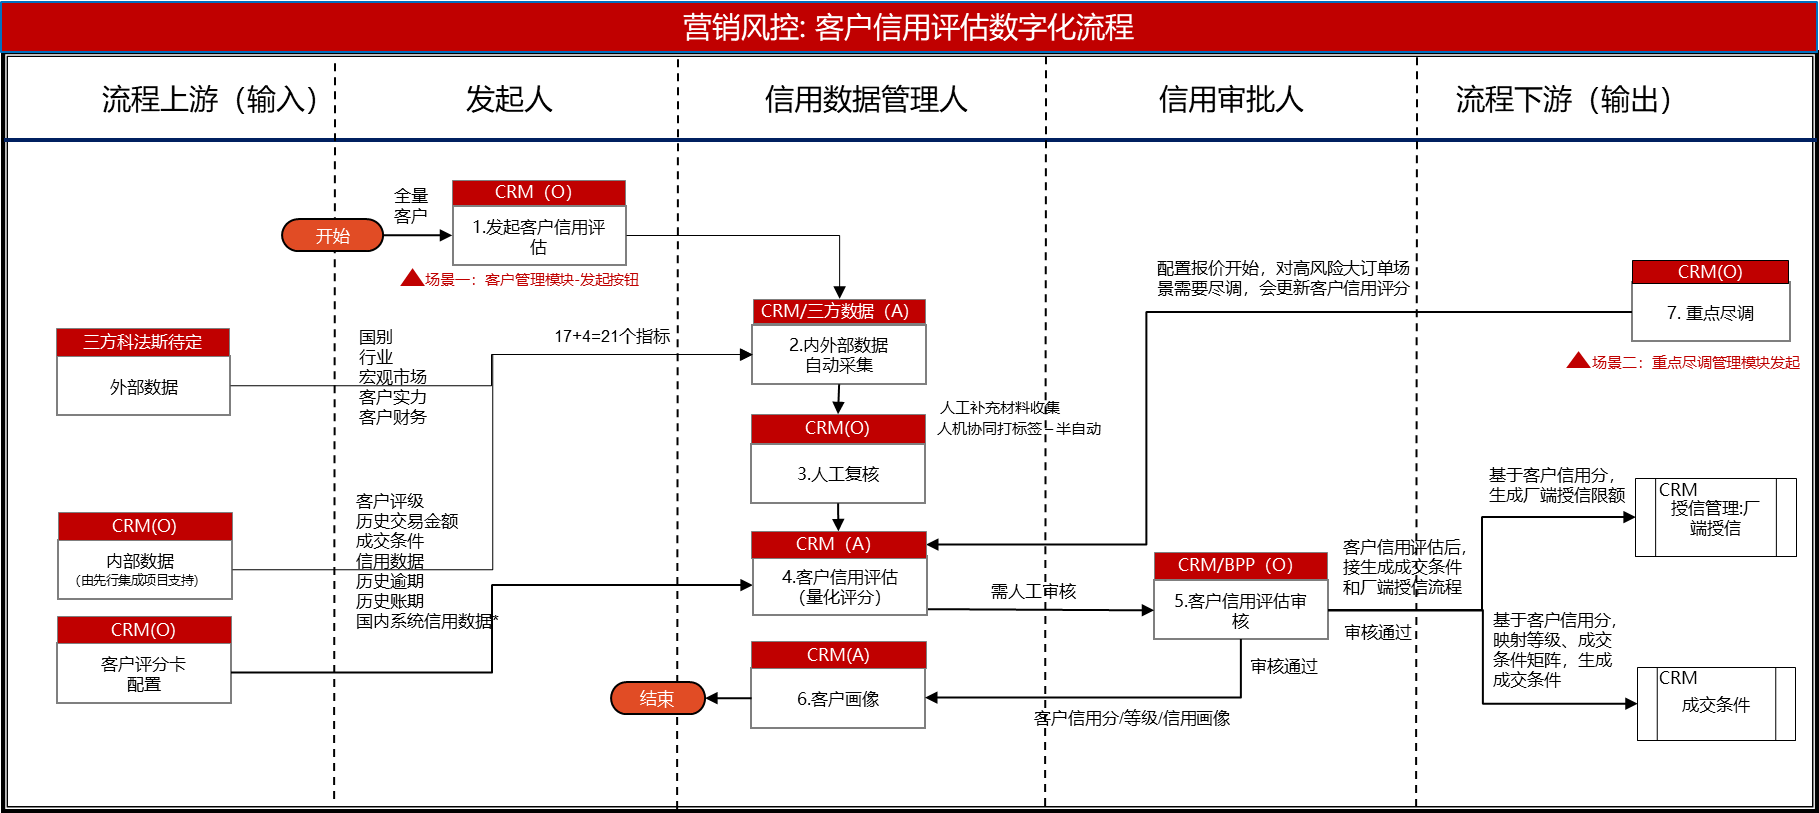 营销风控: 客户信用评估数字化流程
流程上游（输入）
发起人
信用数据管理人
信用审批人
流程下游（输出）
开始
全量
客户
CRM（O）
1.发起客户信用评
估
场景一：客户管理模块-发起按钮
三方科法斯待定
外部数据
国别
行业
宏观市场
客户实力
客户财务
17+4=21个指标
CRM/三方数据（A）
2.内外部数据
自动采集
配置报价开始，对高风险大订单场
景需要尽调，会更新客户信用评分
CRM(O)
7. 重点尽调
场景二：重点尽调管理模块发起
人工补充材料收集
人机协同打标签 – 半自动
CRM(O)
3.人工复核
CRM(O)
内部数据
（由先行集成项目支持）
客户评级
历史交易金额
成交条件
信用数据
历史逾期
历史账期
国内系统信用数据*
CRM（A）
4.客户信用评估
（量化评分）
需人工审核
CRM/BPP（O）
5.客户信用评估审
核
客户信用评估后，
接生成成交条件
和厂端授信流程
审核通过
基于客户信用分，
生成厂端授信限额
CRM
授信管理:厂
端授信
基于客户信用分，
映射等级、成交
条件矩阵，生成
成交条件
CRM
成交条件
CRM(O)
客户评分卡
配置
CRM(A)
6.客户画像
结束
审核通过
客户信用分/等级/信用画像